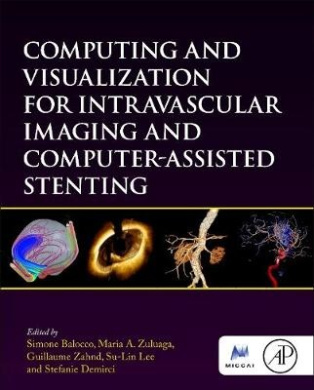 COMPUTING AND
VISUALIZATION
FOR INTRAVASCULAR
IMAGING AND
COMPUTER-ASSISTED
STENTING
Edited by
Simone Balocco, Maria A. Zuluaga,
Guillaume Zahnd, Su-Lin Lee
and Stefanie Demirci
MICCAI
AP